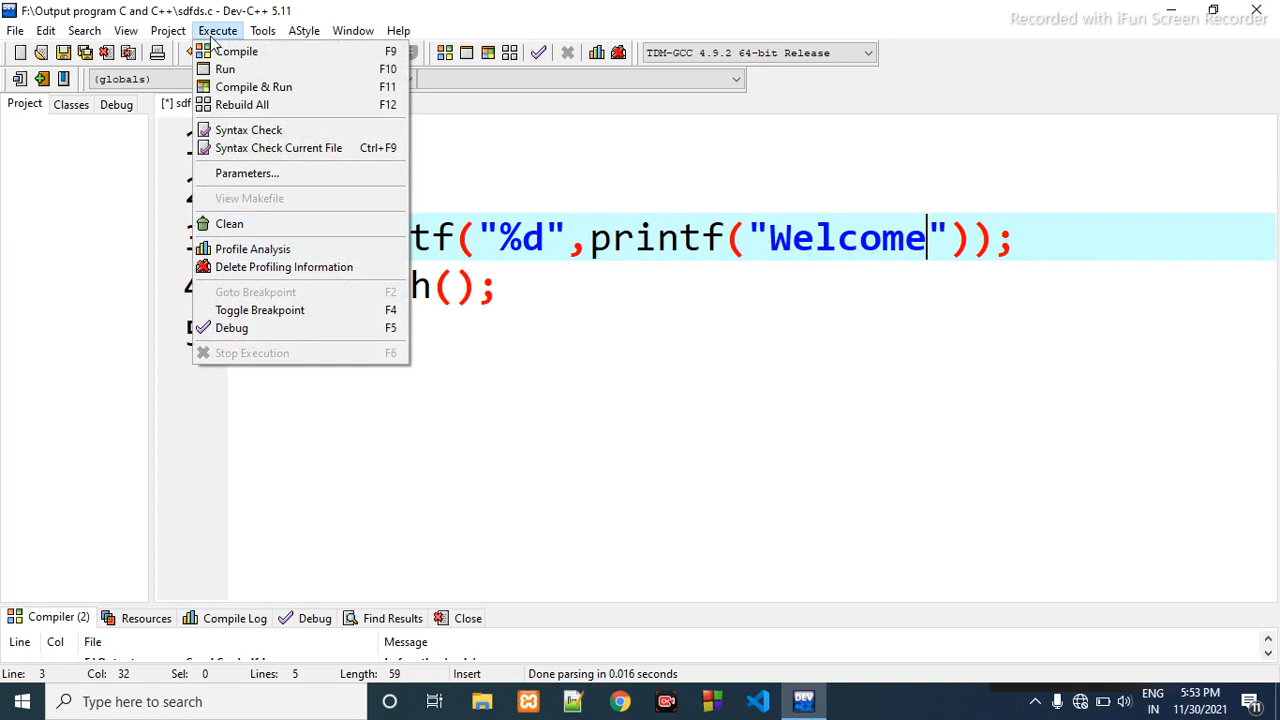 F:\Output program C and C++\sdfds.c - Dev-C++ 5.11
Recorded with iFun Screen Recorder
File Edit Search View Project Execute Tools AStyle Window Help
TDM-GCC 4.9.2 64-bit Release
(globals)
Project Classes Debug [*] sdf
Compile F9
Run F10
Compile & Run F11
Rebuild All F12
Syntax Check
Syntax Check Current File Ctrl+F9
Parameters...
View Makefile
Clean
Profile Analysis
Delete Profiling Information
Goto Breakpoint F2
Toggle Breakpoint F4
Debug F5
Stop Execution F6
tf("%d",printf("Welcome"));
h();
Compiler (2) Resources Compile Log Debug Find Results Close
Line Col File Message
Line: 3 Col: 32 Sel: 0 Lines: 5 Length: 59 Insert Done parsing in 0.016 seconds
Type here to search
ENG 5:53 PM
IN 11/30/2021